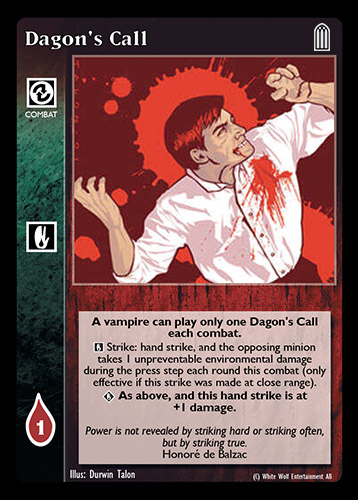 Dagon's Call
COMBAT
A vampire can play only one Dagon's Call
each combat.
Strike: hand strike, and the opposing minion
takes 1 unpreventable environmental damage
during the press step each round this combat (only
effective if this strike was made at close range).
As above, and this hand strike is at
+1 damage.
1
Power is not revealed by striking hard or striking often,
but by striking true.
Honoré de Balzac
Illus: Durwin Talon
(C) White Wolf Entertainment AB